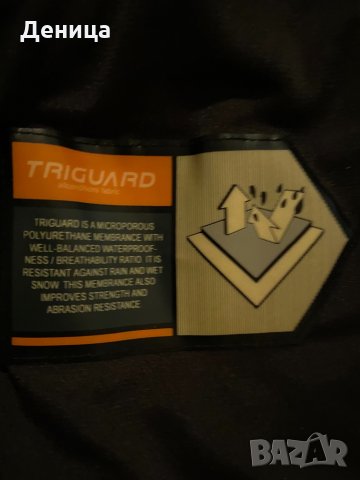 Деница
TRIGUARD
TRIGUARD IS A MICROPOROUS
POLYURETHANE MEMBRANCE WITH
WELL-BALANCED WATERPROOF-
NESS / BREATHABILITY RATIO. IT IS
RESISTANT AGAINST RAIN AND WET
SNOW. THIS MEMBRANCE ALSO
IMPROVES STRENGTH AND
ABRASION RESISTANCE
BAZAR